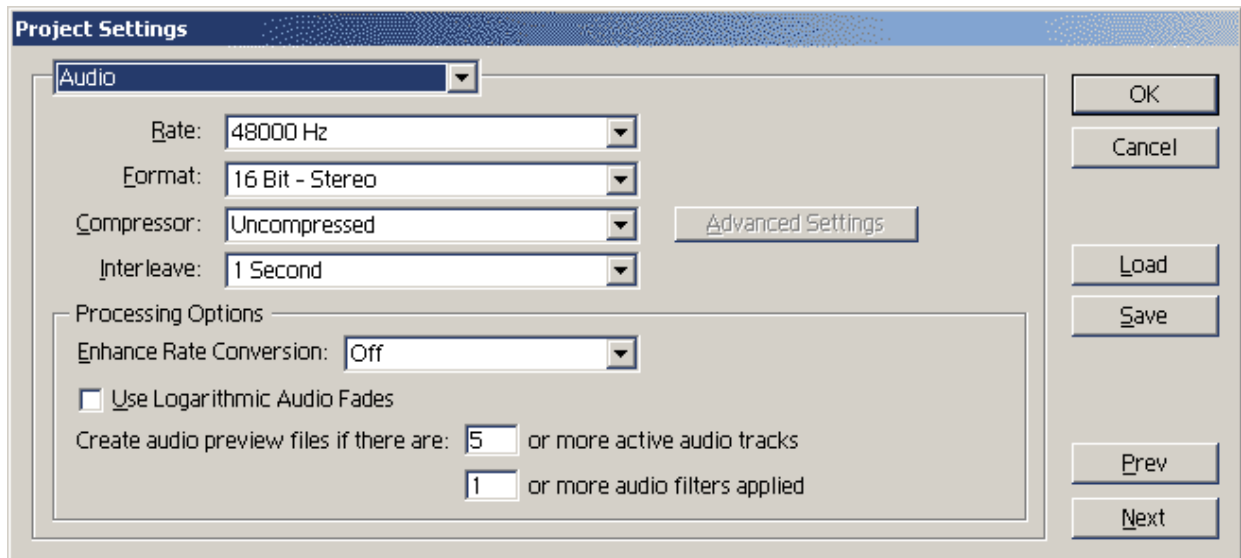 Project Settings
Audio
OK
Rate: 48000 Hz
Cancel
Format: 16 Bit - Stereo
Compressor: Uncompressed
Advanced Settings
Interleave: 1 Second
Load
Save
Processing Options
Enhance Rate Conversion: Off
Use Logarithmic Audio Fades
Create audio preview files if there are: 5 or more active audio tracks
1 or more audio filters applied
Prev
Next